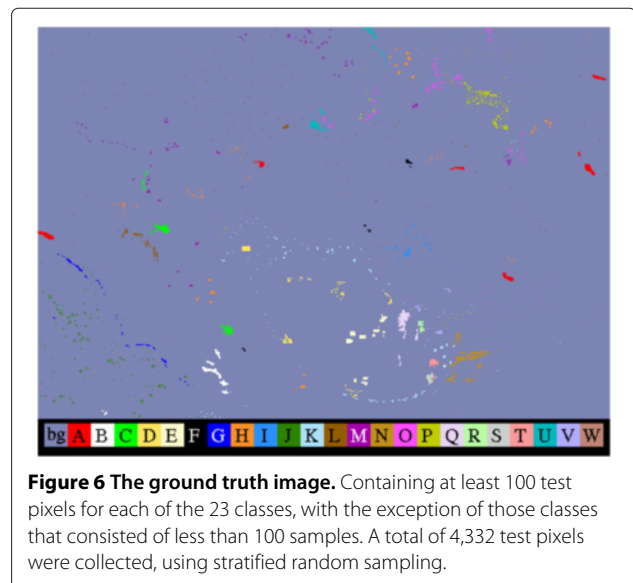 bg A B C D E F G H I J K L M N O P Q R S T U V W
Figure 6 The ground truth image. Containing at least 100 test
pixels for each of the 23 classes, with the exception of those classes
that consisted of less than 100 samples. A total of 4,332 test pixels
were collected, using stratified random sampling.